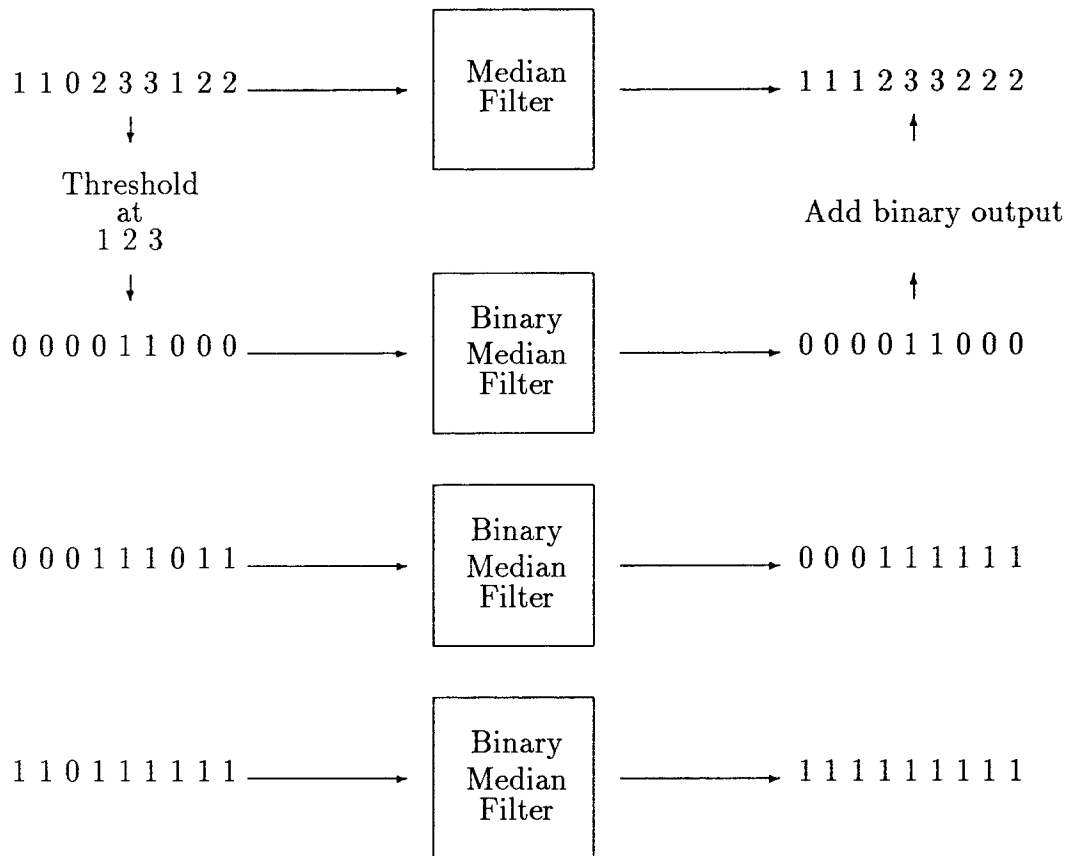 Median
Filter
1 1 0 2 3 3 1 2 2
1 1 1 2 3 3 2 2 2
Threshold
at
1 2 3
Add binary output
Binary
Median
Filter
0 0 0 0 1 1 0 0 0
0 0 0 0 1 1 0 0 0
Binary
Median
Filter
0 0 0 1 1 1 0 1 1
0 0 0 1 1 1 1 1 1
Binary
Median
Filter
1 1 0 1 1 1 1 1 1
1 1 1 1 1 1 1 1 1